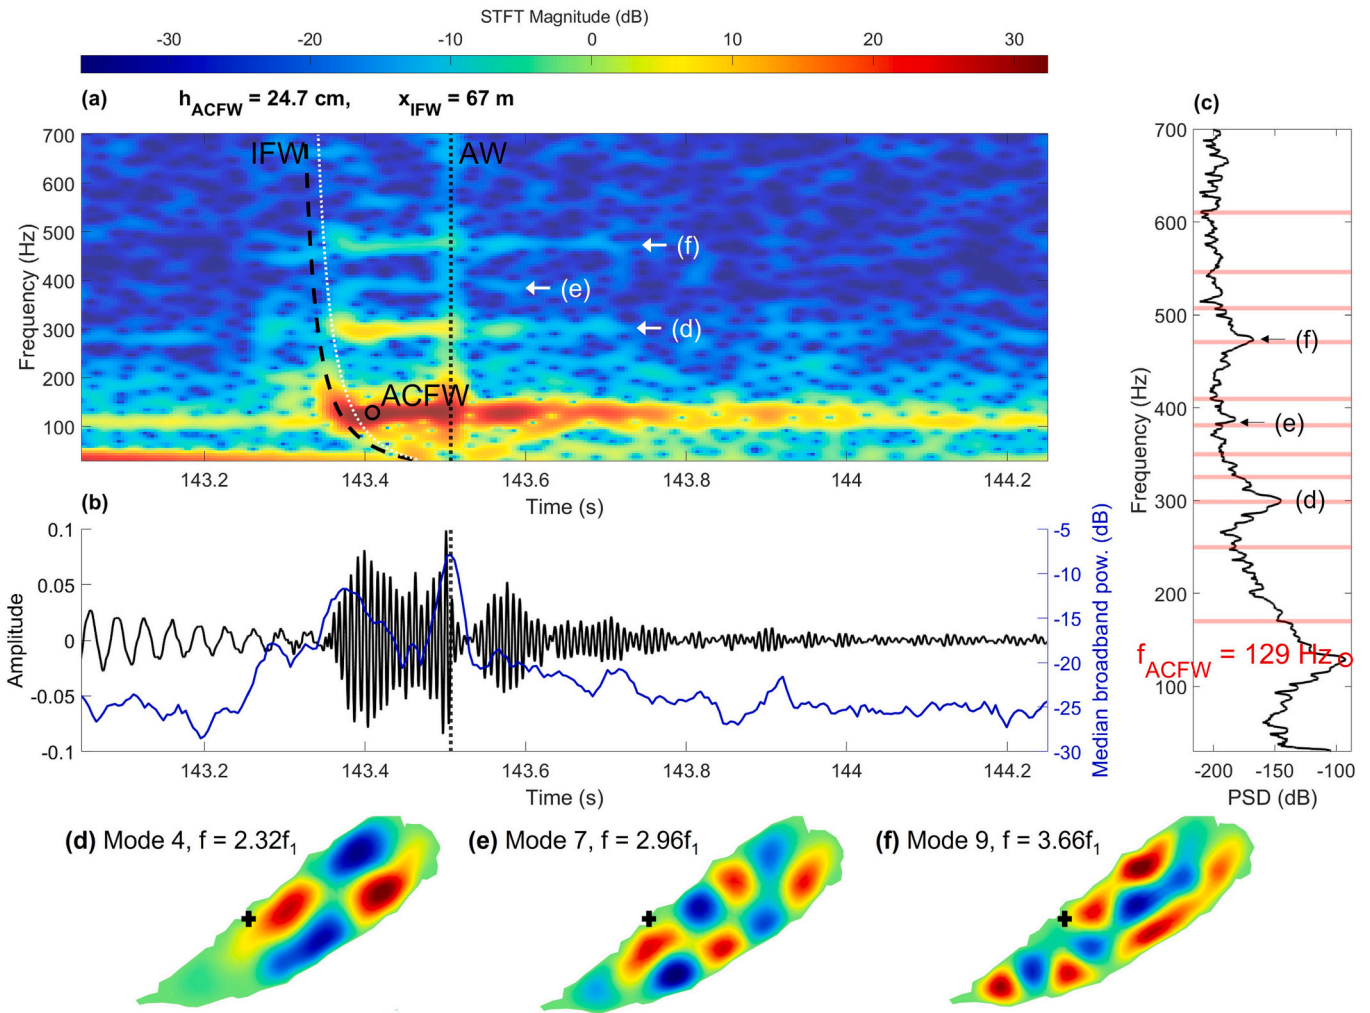 STFT Magnitude (dB)
-30 -20 -10 0 10 20 30
(a) h_ACFW = 24.7 cm, x_IFW = 67 m
700
600
500
400
300
200
100
Frequency (Hz)
IFW
AW
ACFW
(f)
(e)
(d)
143.2 143.4 143.6 143.8 144 144.2
Time (s)
(b)
0.1
0.05
0
-0.05
-0.1
Amplitude
-5
-10
-15
-20
-25
-30
Median broadband pow. (dB)
143.2 143.4 143.6 143.8 144 144.2
Time (s)
(c)
700
600
500
400
300
200
100
Frequency (Hz)
(f)
(e)
(d)
f_ACFW = 129 Hz
-200 -150 -100
PSD (dB)
(d) Mode 4, f = 2.32f₁
(e) Mode 7, f = 2.96f₁
(f) Mode 9, f = 3.66f₁